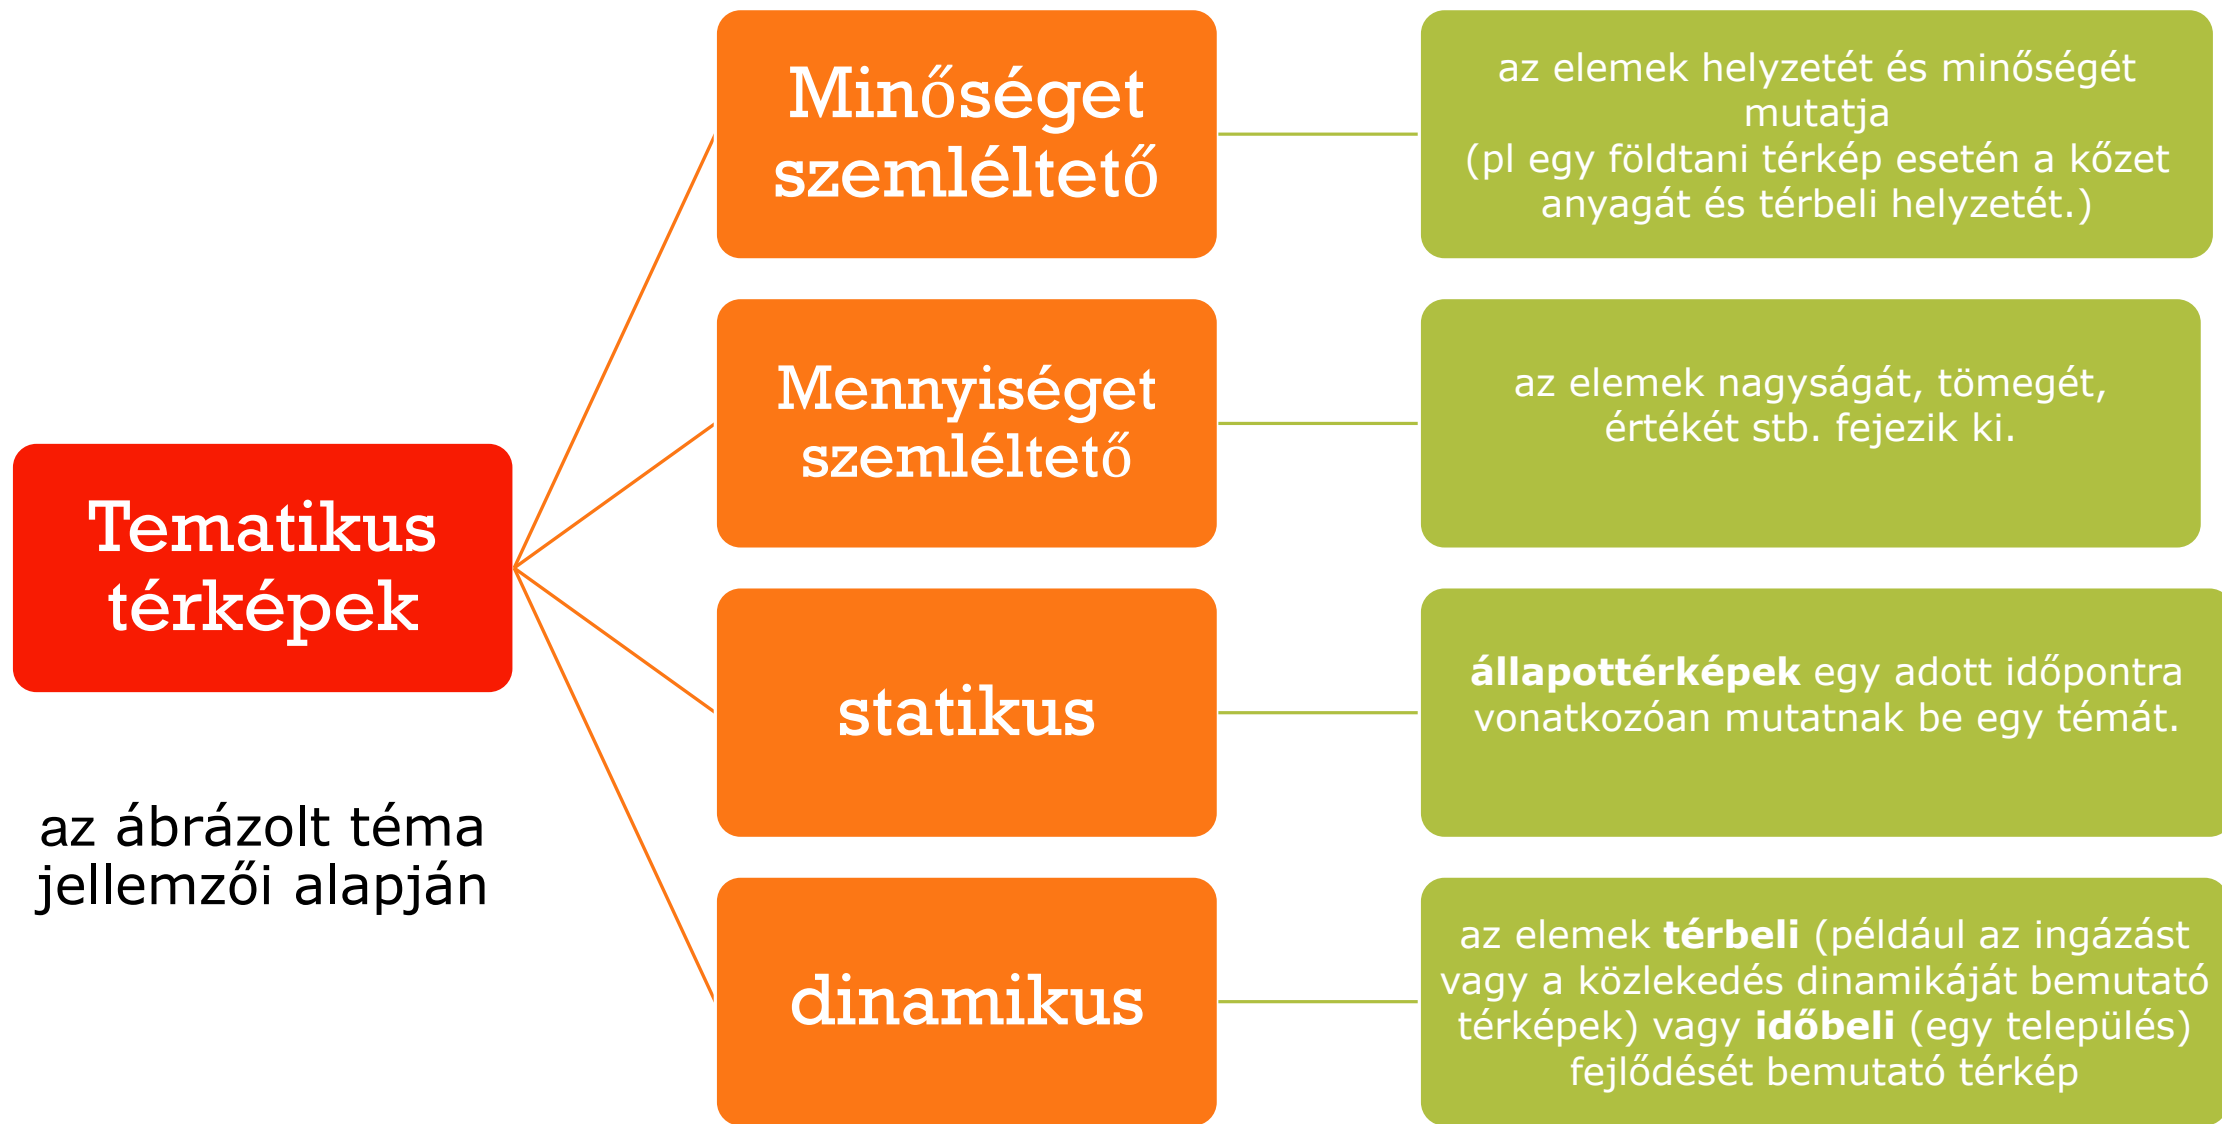 Tematikus
térképek
az ábrázolt téma
jellemzői alapján
Minőséget
szemléltető
az elemek helyzetét és minőségét
mutatja
(pl egy földtani térkép esetén a kőzet
anyagát és térbeli helyzetét.)
Mennyiséget
szemléltető
az elemek nagyságát, tömegét,
értékét stb. fejezik ki.
statikus
állapottérképek egy adott időpontra
vonatkozóan mutatnak be egy témát.
dinamikus
az elemek térbeli (például az ingázást
vagy a közlekedés dinamikáját bemutató
térképek) vagy időbeli (egy település)
fejlődését bemutató térkép